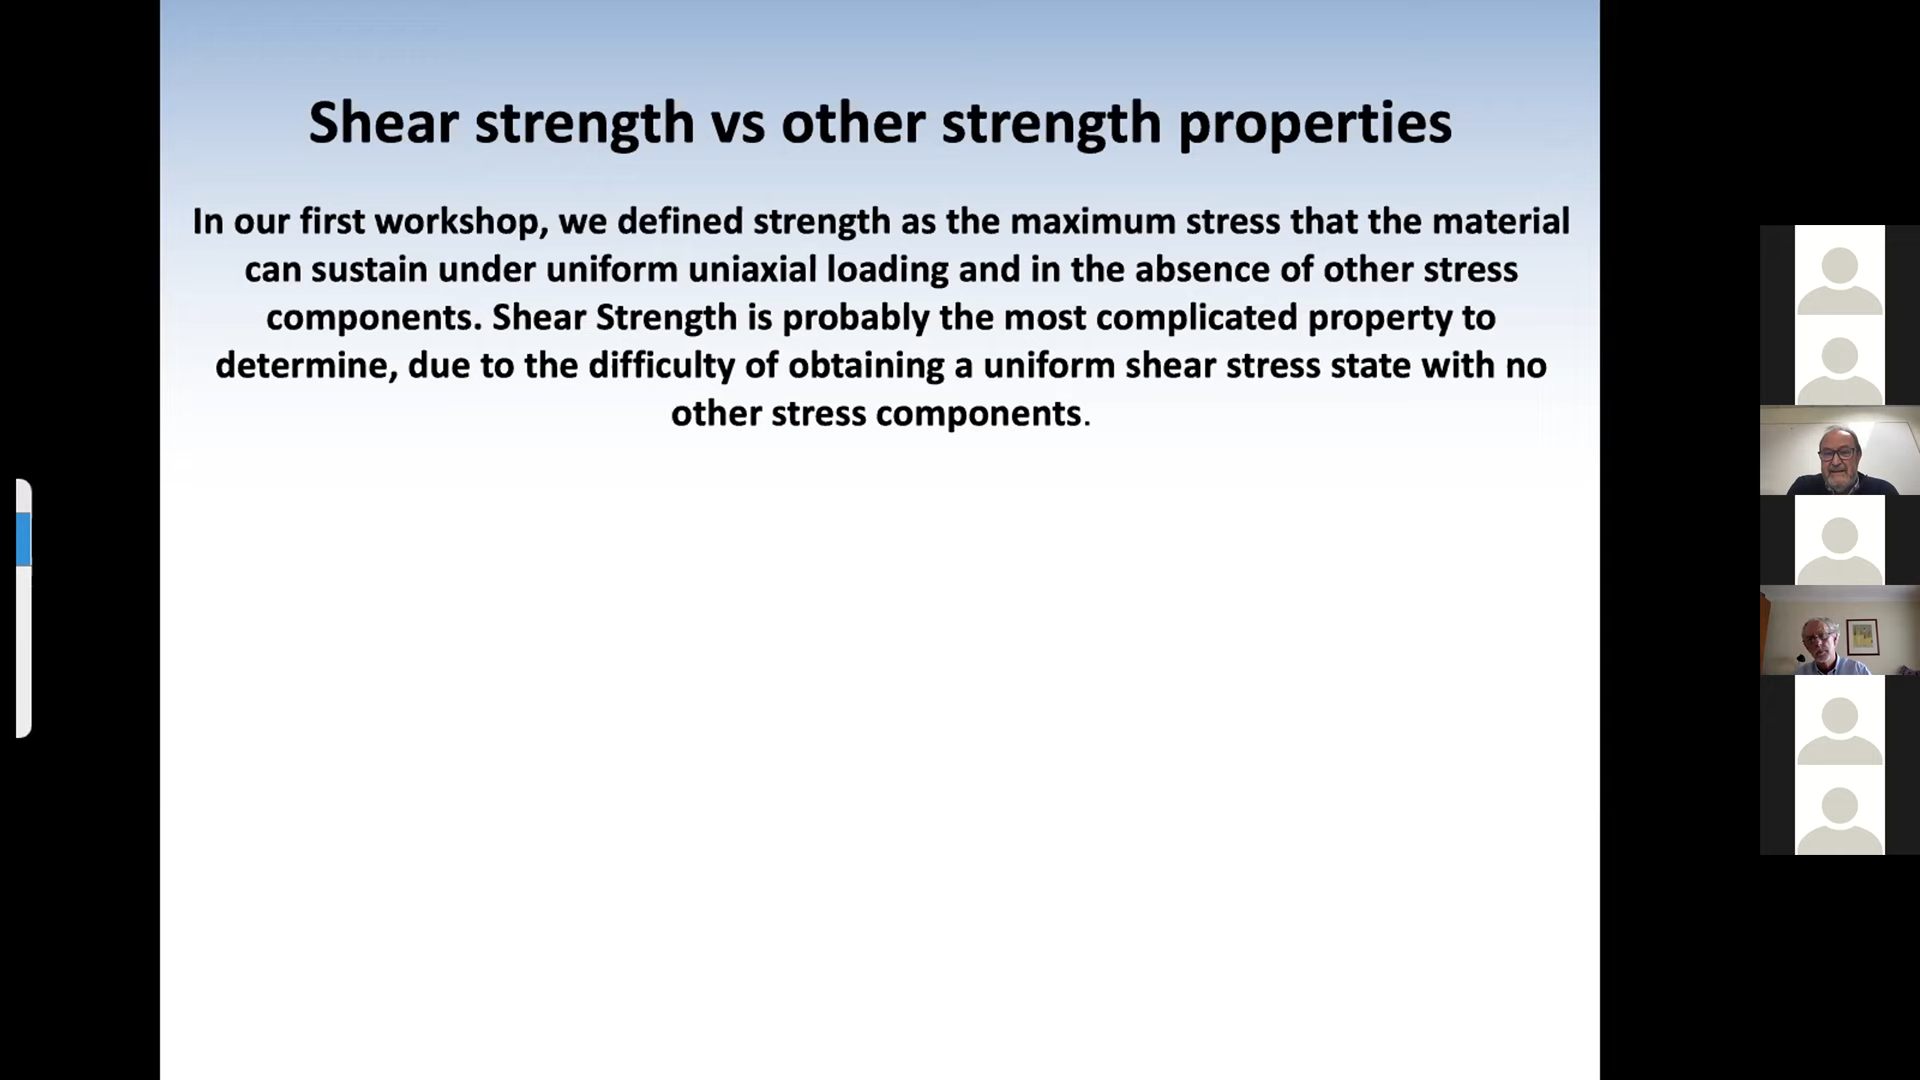 Shear strength vs other strength properties
In our first workshop, we defined strength as the maximum stress that the material
can sustain under uniform uniaxial loading and in the absence of other stress
components. Shear Strength is probably the most complicated property to
determine, due to the difficulty of obtaining a uniform shear stress state with no
other stress components.